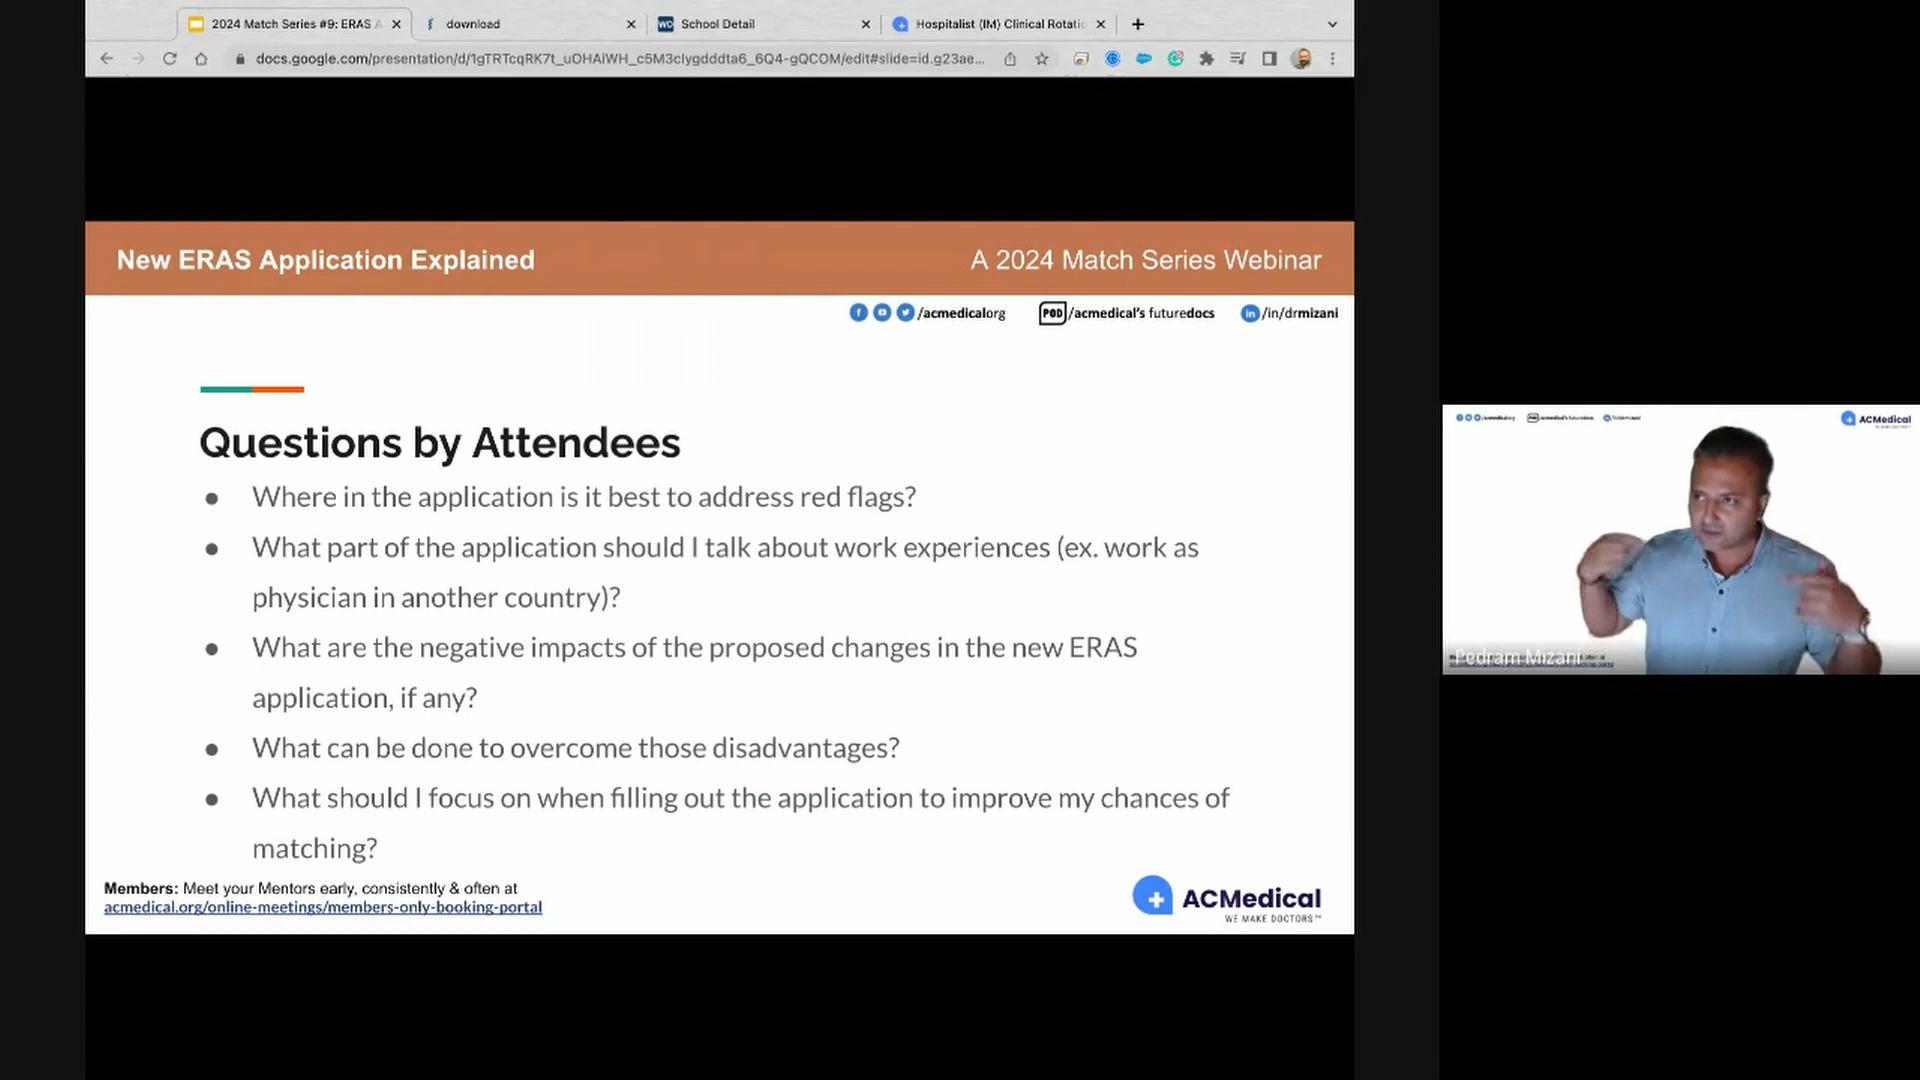 2024 Match Series #9: ERAS A
download
School Detail
Hospitalist (IM) Clinical Rotatio
docs.google.com/presentation/d/1gTRTcqRK7t_uOHAiWH_c5M3clygdddta6_6Q4-gQCOM/edit#slide=id.g23ae...
New ERAS Application Explained
A 2024 Match Series Webinar
/acmedicalorg
POD /acmedical's futuredocs
in /in/drmizani
Questions by Attendees
● Where in the application is it best to address red flags?
● What part of the application should I talk about work experiences (ex. work as
physician in another country)?
● What are the negative impacts of the proposed changes in the new ERAS
application, if any?
● What can be done to overcome those disadvantages?
● What should I focus on when filling out the application to improve my chances of
matching?
Members: Meet your Mentors early, consistently & often at
acmedical.org/online-meetings/members-only-booking-portal
ACMedical
WE MAKE DOCTORS™
ACMedical
Pedram Mizani